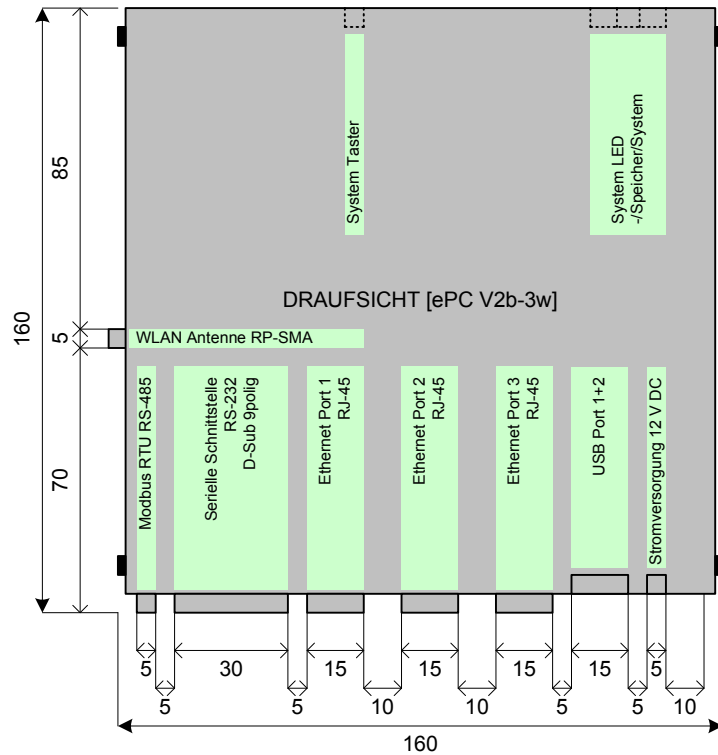 System Taster
System LED
-/Speicher/System
85
160
DRAUFSICHT [ePC V2b-3w]
5
WLAN Antenne RP-SMA
70
Modbus RTU RS-485
Serielle Schnittstelle
RS-232
D-Sub 9polig
Ethernet Port 1
RJ-45
Ethernet Port 2
RJ-45
Ethernet Port 3
RJ-45
USB Port 1+2
Stromversorgung 12 V DC
5 30 15 15 15 15 5
5 5 10 10 5 5 10
160